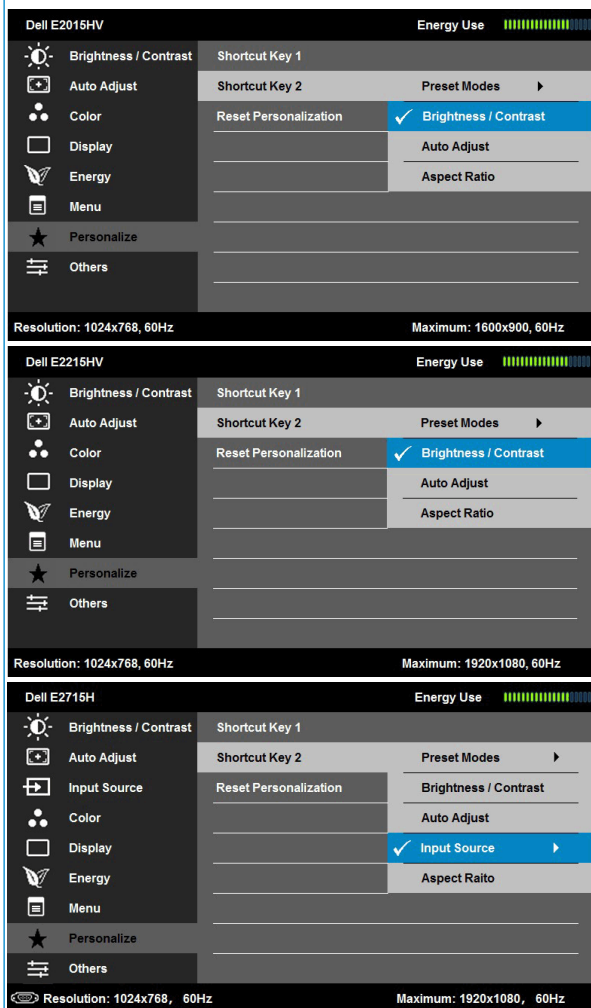 Dell E2015HV Energy Use
Brightness / Contrast Shortcut Key 1
Auto Adjust Shortcut Key 2 Preset Modes
Color Reset Personalization Brightness / Contrast
Display Auto Adjust
Energy Aspect Ratio
Menu
Personalize
Others
Resolution: 1024x768, 60Hz Maximum: 1600x900, 60Hz
Dell E2215HV Energy Use
Brightness / Contrast Shortcut Key 1
Auto Adjust Shortcut Key 2 Preset Modes
Color Reset Personalization Brightness / Contrast
Display Auto Adjust
Energy Aspect Ratio
Menu
Personalize
Others
Resolution: 1024x768, 60Hz Maximum: 1920x1080, 60Hz
Dell E2715H Energy Use
Brightness / Contrast Shortcut Key 1
Auto Adjust Shortcut Key 2 Preset Modes
Input Source Reset Personalization Brightness / Contrast
Color Auto Adjust
Display Input Source
Energy Aspect Raito
Menu
Personalize
Others
Resolution: 1024x768, 60Hz Maximum: 1920x1080, 60Hz